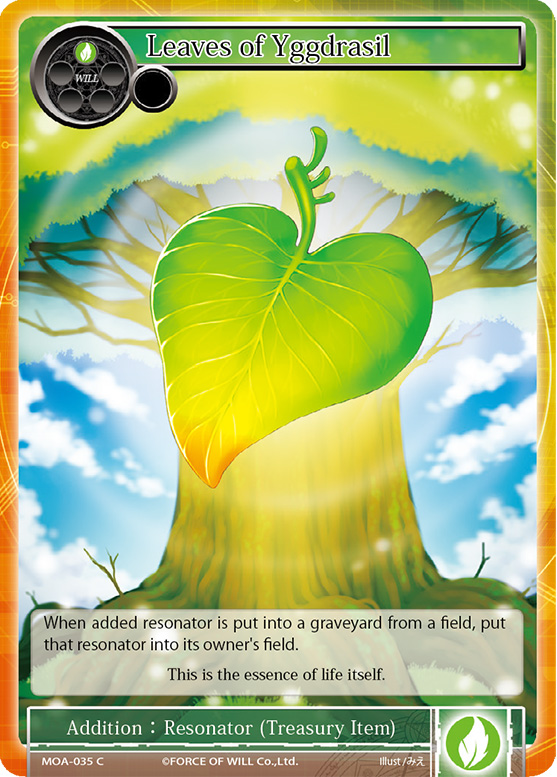 Leaves of Yggdrasil
WILL
When added resonator is put into a graveyard from a field, put
that resonator into its owner's field.
This is the essence of life itself.
Addition : Resonator (Treasury Item)
MOA-035 C ©FORCE OF WILL Co.,Ltd. Illust /みえ